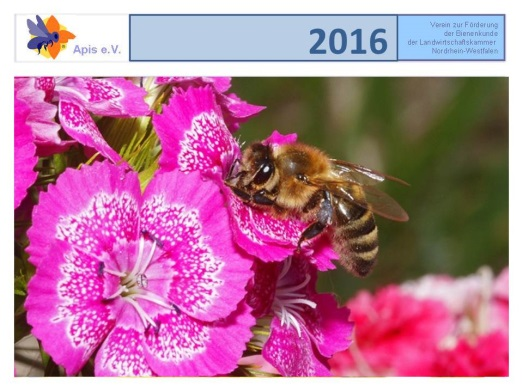 Apis e.V.
2016
Verein zur Förderung
der Bienenkunde
der Landwirtschaftskammer
Nordrhein-Westfalen